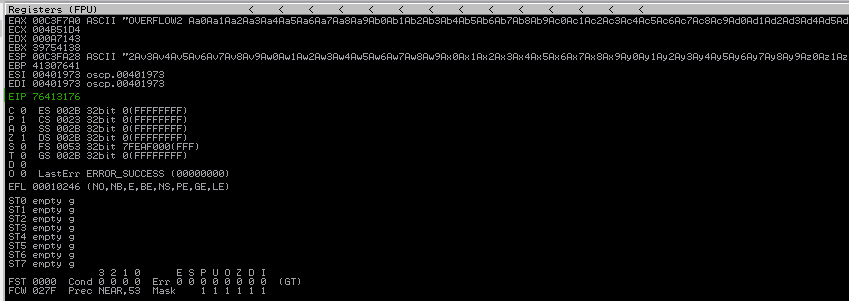 Registers (FPU) < < < < < < < < < < < < <
EAX 00C3F7A0 ASCII "OVERFLOW2 Aa0Aa1Aa2Aa3Aa4Aa5Aa6Aa7Aa8Aa9Ab0Ab1Ab2Ab3Ab4Ab5Ab6Ab7Ab8Ab9Ac0Ac1Ac2Ac3Ac4Ac5Ac6Ac7Ac8Ac9Ad0Ad1Ad2Ad3Ad4Ad5Ad
ECX 004B51D4
EDX 000A7143
EBX 39754138
ESP 00C3FA28 ASCII "2Av3Av4Av5Av6Av7Av8Av9Aw0Aw1Aw2Aw3Aw4Aw5Aw6Aw7Aw8Aw9Ax0Ax1Ax2Ax3Ax4Ax5Ax6Ax7Ax8Ax9Ay0Ay1Ay2Ay3Ay4Ay5Ay6Ay7Ay8Ay9Az0Az1Az
EBP 41307641
ESI 00401973 oscp.00401973
EDI 00401973 oscp.00401973
EIP 76413176
C 0 ES 002B 32bit 0(FFFFFFFF)
P 1 CS 0023 32bit 0(FFFFFFFF)
A 0 SS 002B 32bit 0(FFFFFFFF)
Z 1 DS 002B 32bit 0(FFFFFFFF)
S 0 FS 0053 32bit 7FEAF000(FFF)
T 0 GS 002B 32bit 0(FFFFFFFF)
D 0
O 0 LastErr ERROR_SUCCESS (00000000)
EFL 00010246 (NO,NB,E,BE,NS,PE,GE,LE)
ST0 empty g
ST1 empty g
ST2 empty g
ST3 empty g
ST4 empty g
ST5 empty g
ST6 empty g
ST7 empty g
3 2 1 0 E S P U O Z D I
FST 0000 Cond 0 0 0 0 Err 0 0 0 0 0 0 0 0 (GT)
FCW 027F Prec NEAR,53 Mask 1 1 1 1 1 1